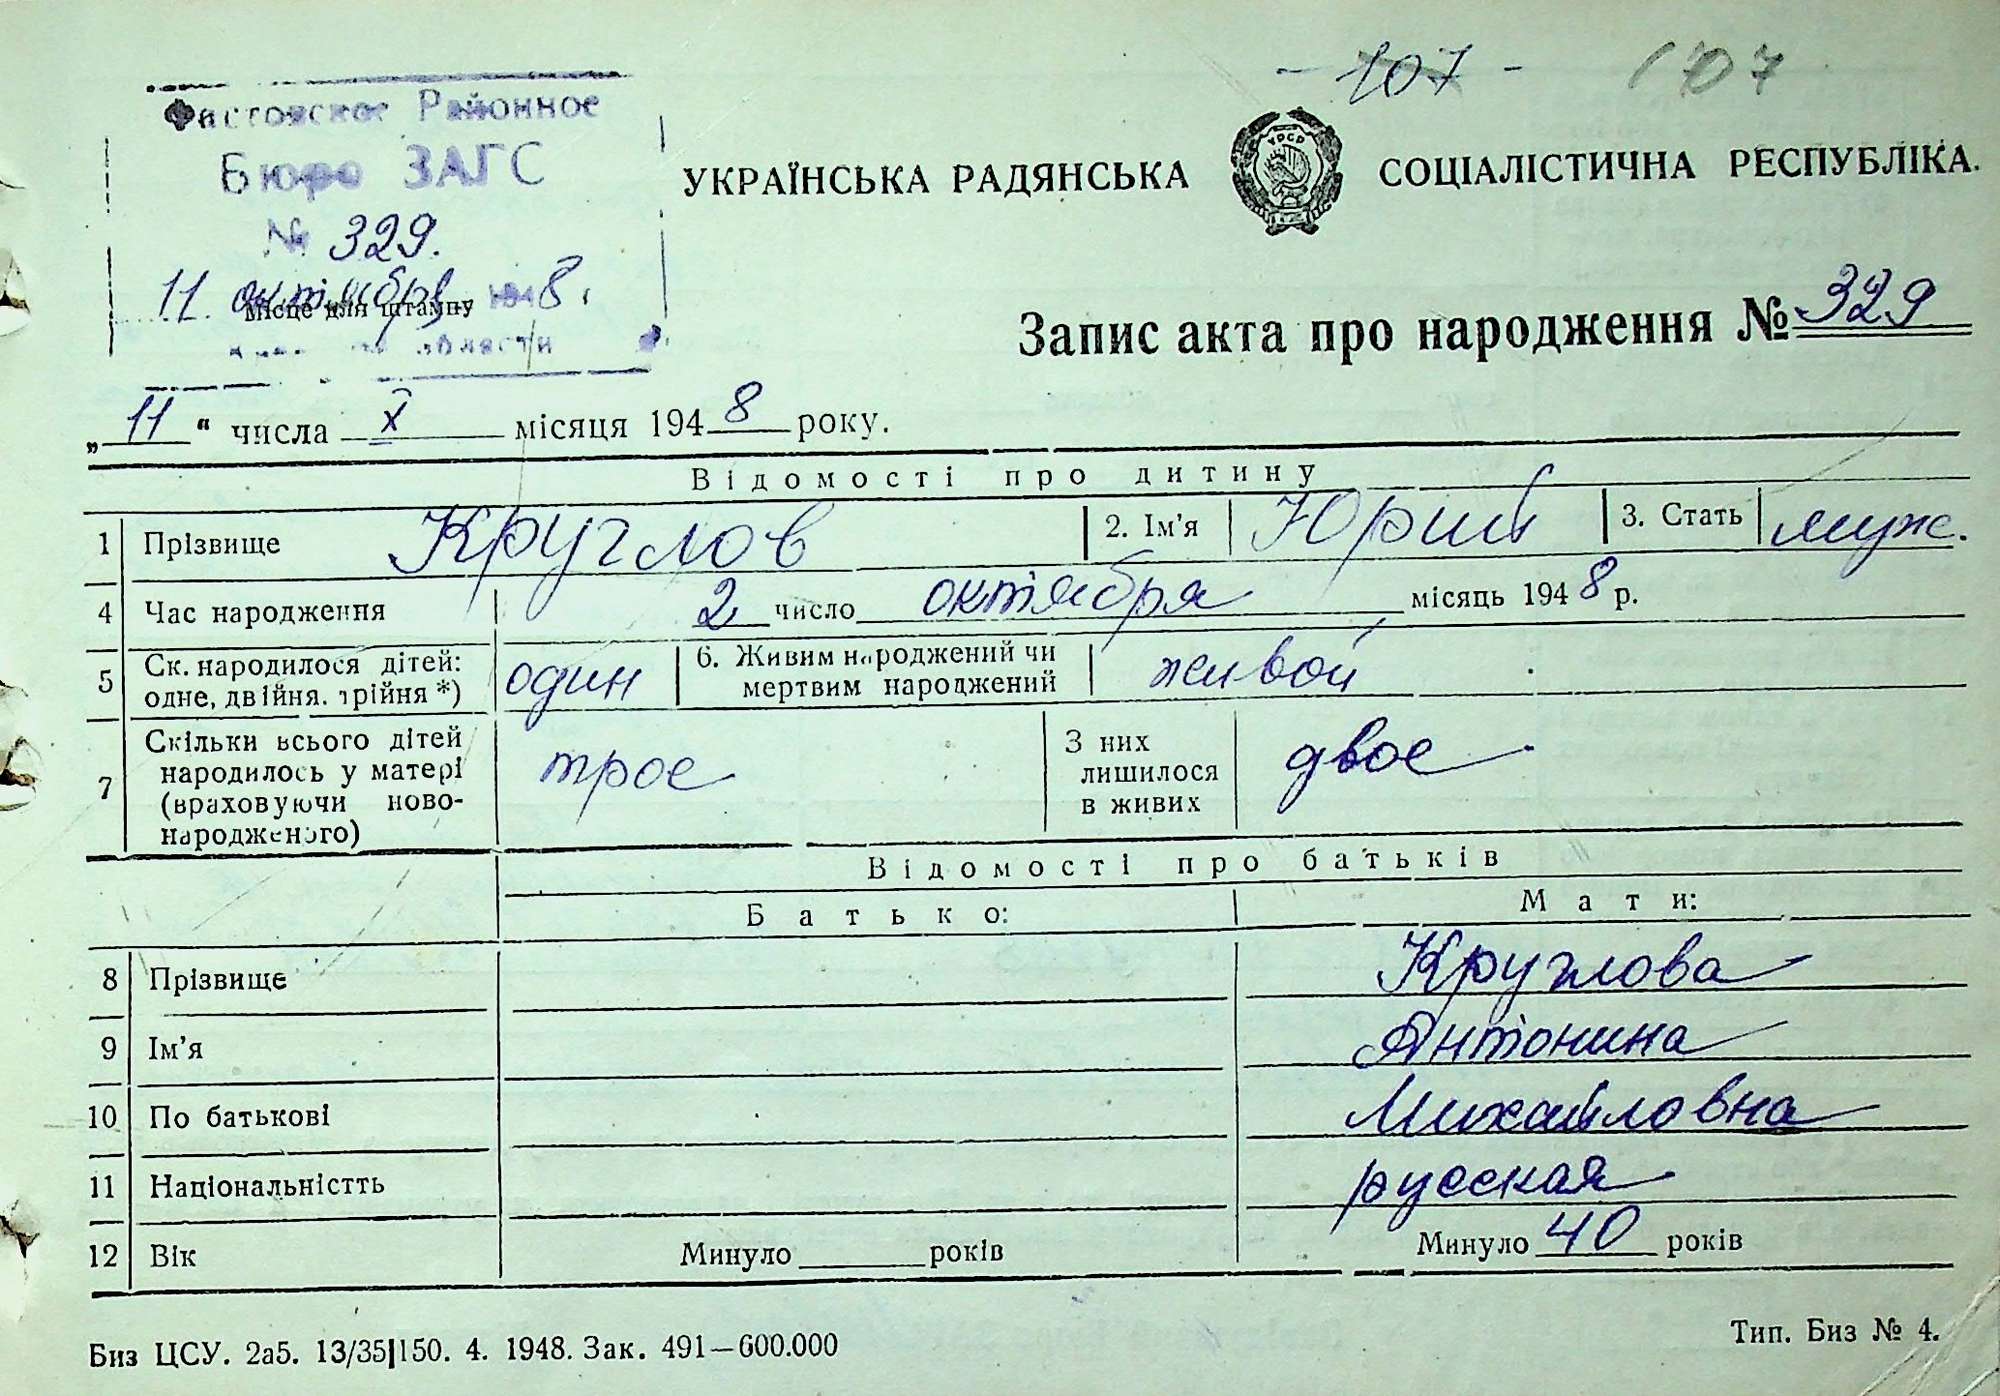 - 107 - 107
Фастовское Районное
Бюро ЗАГС
№ 329.
11 октября 1948 г.
Місце для штампу
области
УКРАЇНСЬКА РАДЯНСЬКА СОЦІАЛІСТИЧНА РЕСПУБЛІКА.
УРСР
Запис акта про народження № 329
„11“ числа X місяця 1948 року.
Відомості про дитину
1 Прізвище Круглов 2. Ім’я Юрий 3. Стать муж.
4 Час народження 2 число октября місяць 1948 р.
5 Ск. народилося дітей: одне, двійня. трійня *) один 6. Живим народжений чи мертвим народжений живой
7 Скільки всього дітей народилось у матері (враховуючи ново-народженого) трое З них лишилося в живих двое
Відомості про батьків
Батько: Мати:
8 Прізвище Круглова
9 Ім’я Антонина
10 По батькові Михайловна
11 Національністть русская
12 Вік Минуло років Минуло 40 років
Биз ЦСУ. 2а5. 13/35|150. 4. 1948. Зак. 491—600.000
Тип. Биз № 4.